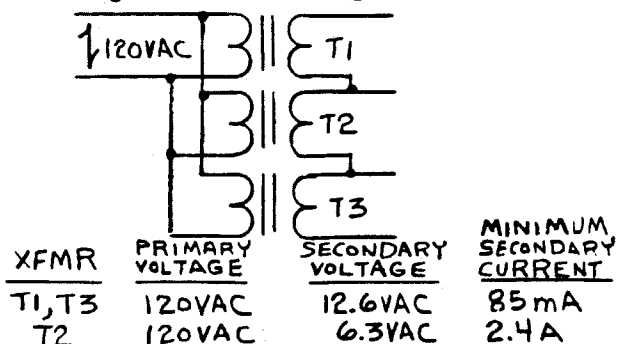 120VAC
T1
T2
T3
XFMR PRIMARY VOLTAGE SECONDARY VOLTAGE MINIMUM SECONDARY CURRENT
T1,T3 120VAC 12.6VAC 85mA
T2 120VAC 6.3VAC 2.4A